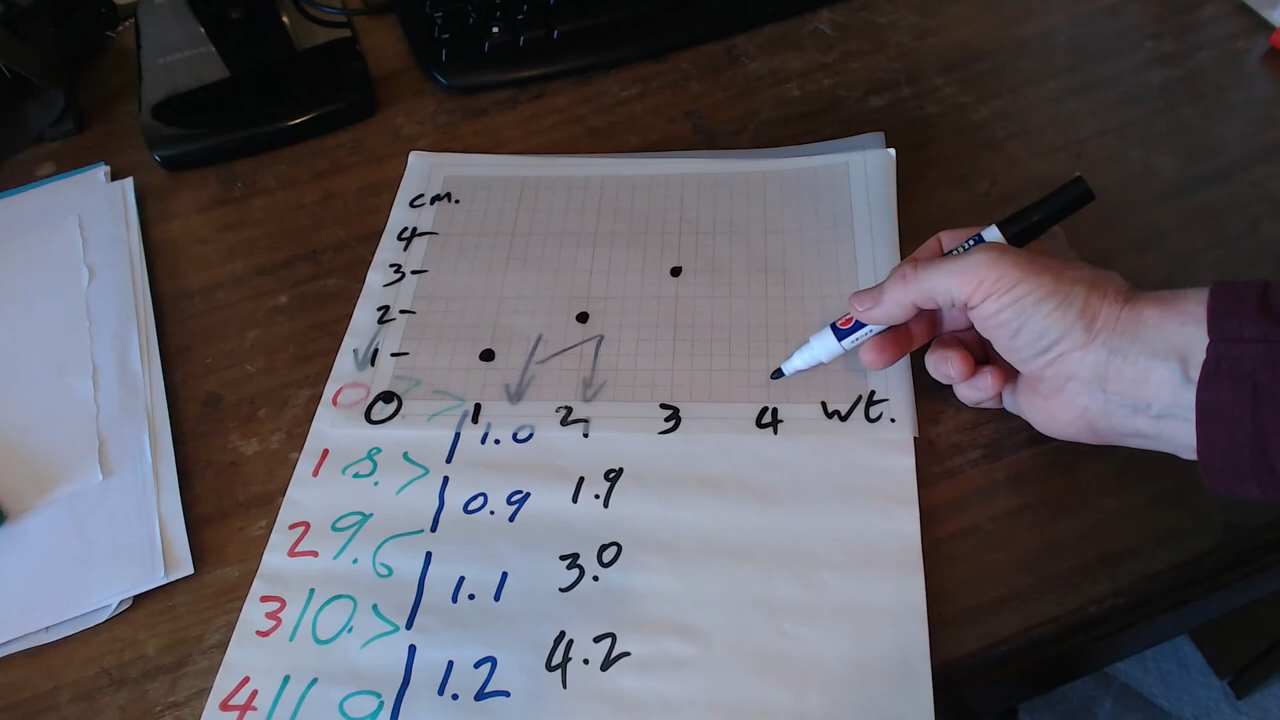 cm.
4
3
2
1
0 0 1 2 3 4 wt.
1.0
1 8.7 0.9 1.9
2 9.6 1.1 3.0
3 10.7 1.2 4.2
4 11.9